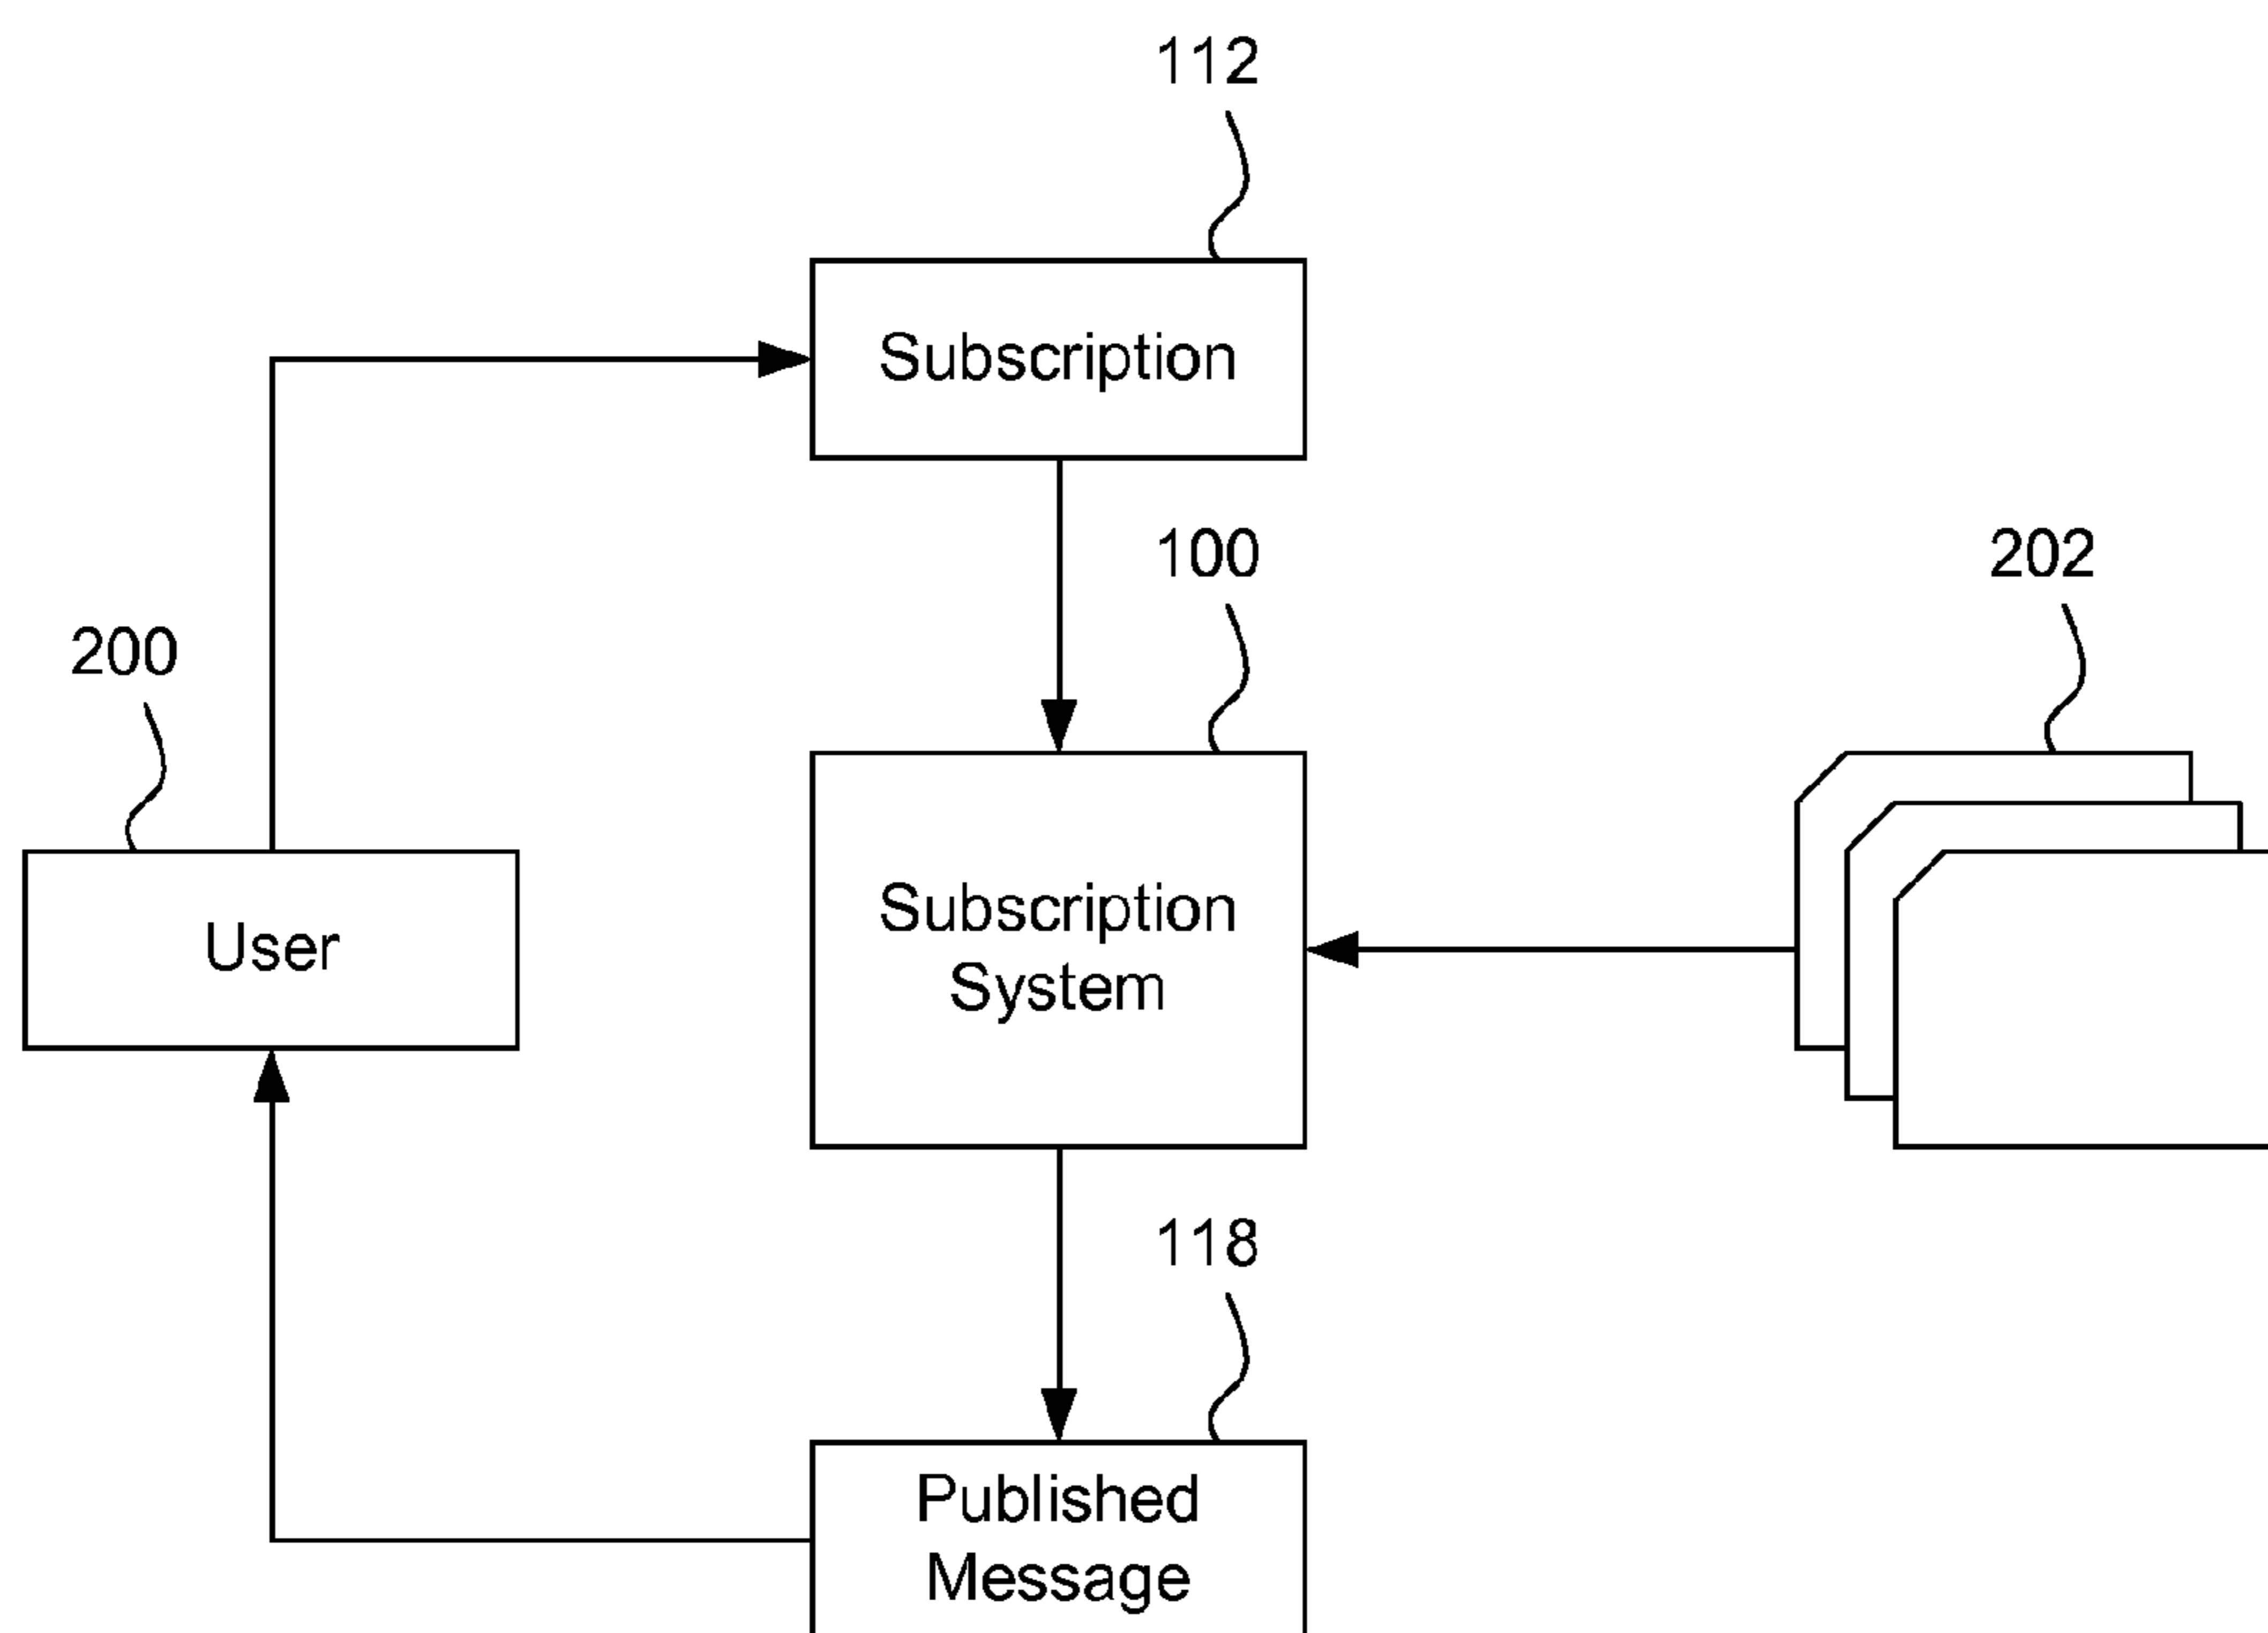 112
Subscription
100
202
200
Subscription
System
User
118
Published
Message